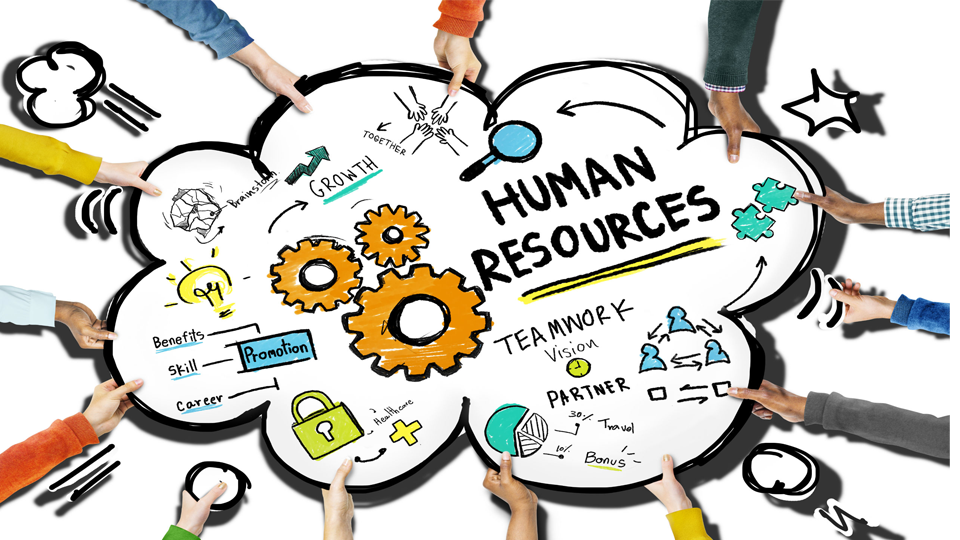 TOGETHER
Brainstorm
GROWTH
HUMAN
RESOURCES
Benefits
Skill
Career
Promotion
TEAMWORK
Vision
PARTNER
Healthcare
30%
Travel
10%
Bonus